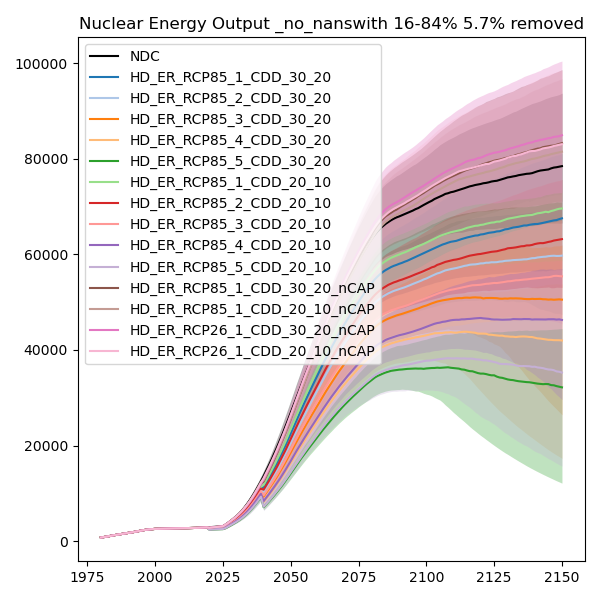 Nuclear Energy Output _no_nanswith 16-84% 5.7% removed
100000
80000
60000
40000
20000
0
NDC
HD_ER_RCP85_1_CDD_30_20
HD_ER_RCP85_2_CDD_30_20
HD_ER_RCP85_3_CDD_30_20
HD_ER_RCP85_4_CDD_30_20
HD_ER_RCP85_5_CDD_30_20
HD_ER_RCP85_1_CDD_20_10
HD_ER_RCP85_2_CDD_20_10
HD_ER_RCP85_3_CDD_20_10
HD_ER_RCP85_4_CDD_20_10
HD_ER_RCP85_5_CDD_20_10
HD_ER_RCP85_1_CDD_30_20_nCAP
HD_ER_RCP85_1_CDD_20_10_nCAP
HD_ER_RCP26_1_CDD_30_20_nCAP
HD_ER_RCP26_1_CDD_20_10_nCAP
1975 2000 2025 2050 2075 2100 2125 2150